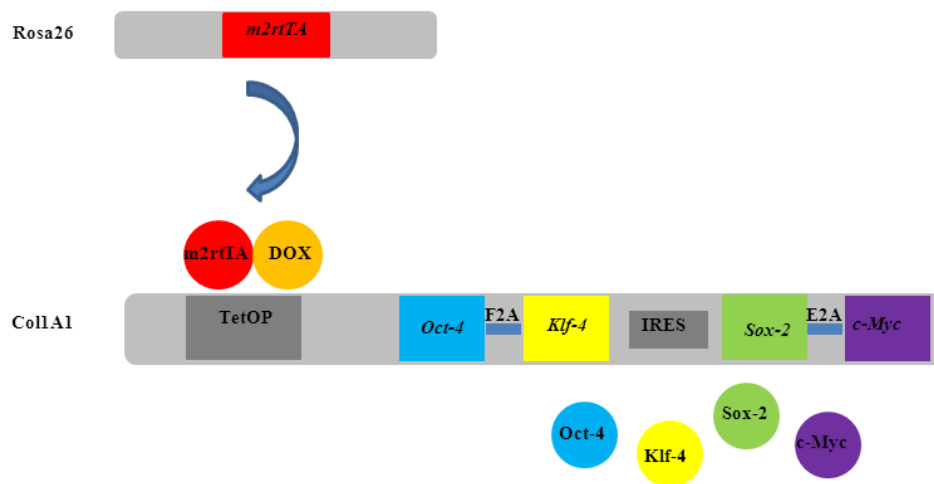 Rosa26
m2rtTA
m2rtTA
DOX
Col1A1
TetOP
Oct-4
F2A
Klf-4
IRES
Sox-2
E2A
c-Myc
Oct-4
Klf-4
Sox-2
c-Myc